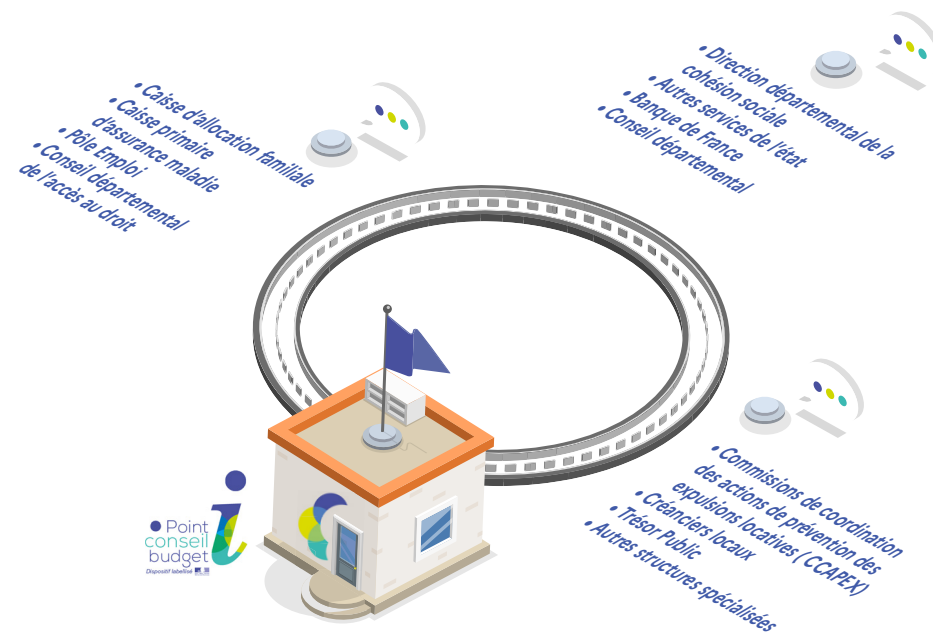 • Caisse d'allocation familiale
• Caisse primaire
d'assurance maladie
• Pôle Emploi
• Conseil départemental
de l'accès au droit
• Direction départemental de la
cohésion sociale
• Autres services de l'état
• Banque de France
• Conseil départemental
• Commissions de coordination
des actions de prévention des
expulsions locatives ( CCAPEX)
• Créanciers locaux
• Trésor Public
• Autres structures spécialisées
Point
conseil
budget
Dispositif labellisé